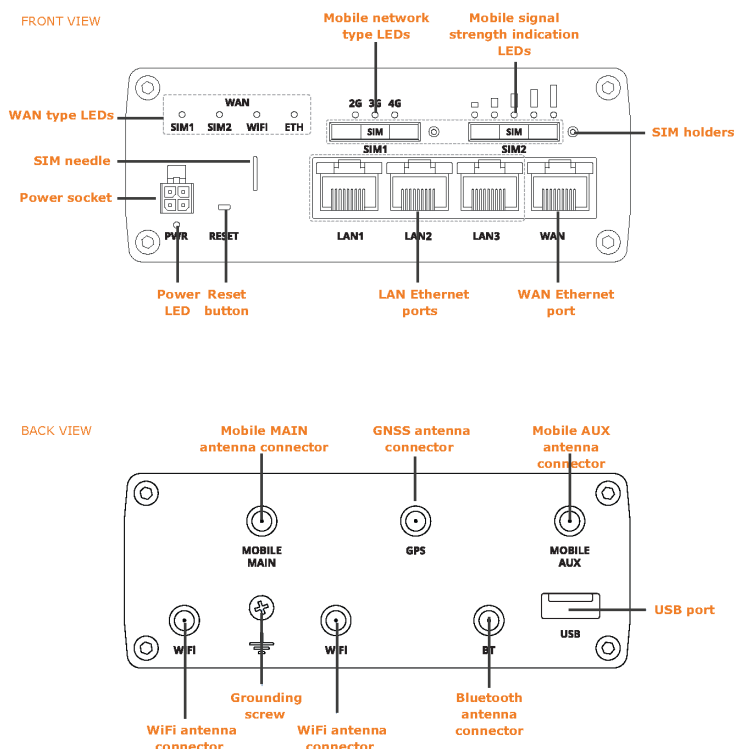 FRONT VIEW
Mobile network
type LEDs
Mobile signal
strength indication
LEDs
WAN type LEDs
WAN
SIM1 SIM2 WIFI ETH
2G 3G 4G
SIM
SIM
SIM1
SIM2
SIM holders
SIM needle
Power socket
PWR
RESET
LAN1
LAN2
LAN3
WAN
Power
LED
Reset
button
LAN Ethernet
ports
WAN Ethernet
port
BACK VIEW
Mobile MAIN
antenna connector
GNSS antenna
connector
Mobile AUX
antenna
connector
MOBILE
MAIN
GPS
MOBILE
AUX
USB port
USB
WiFi
WiFi
BT
Grounding
screw
Bluetooth
antenna
connector
WiFi antenna
connector
WiFi antenna
connector